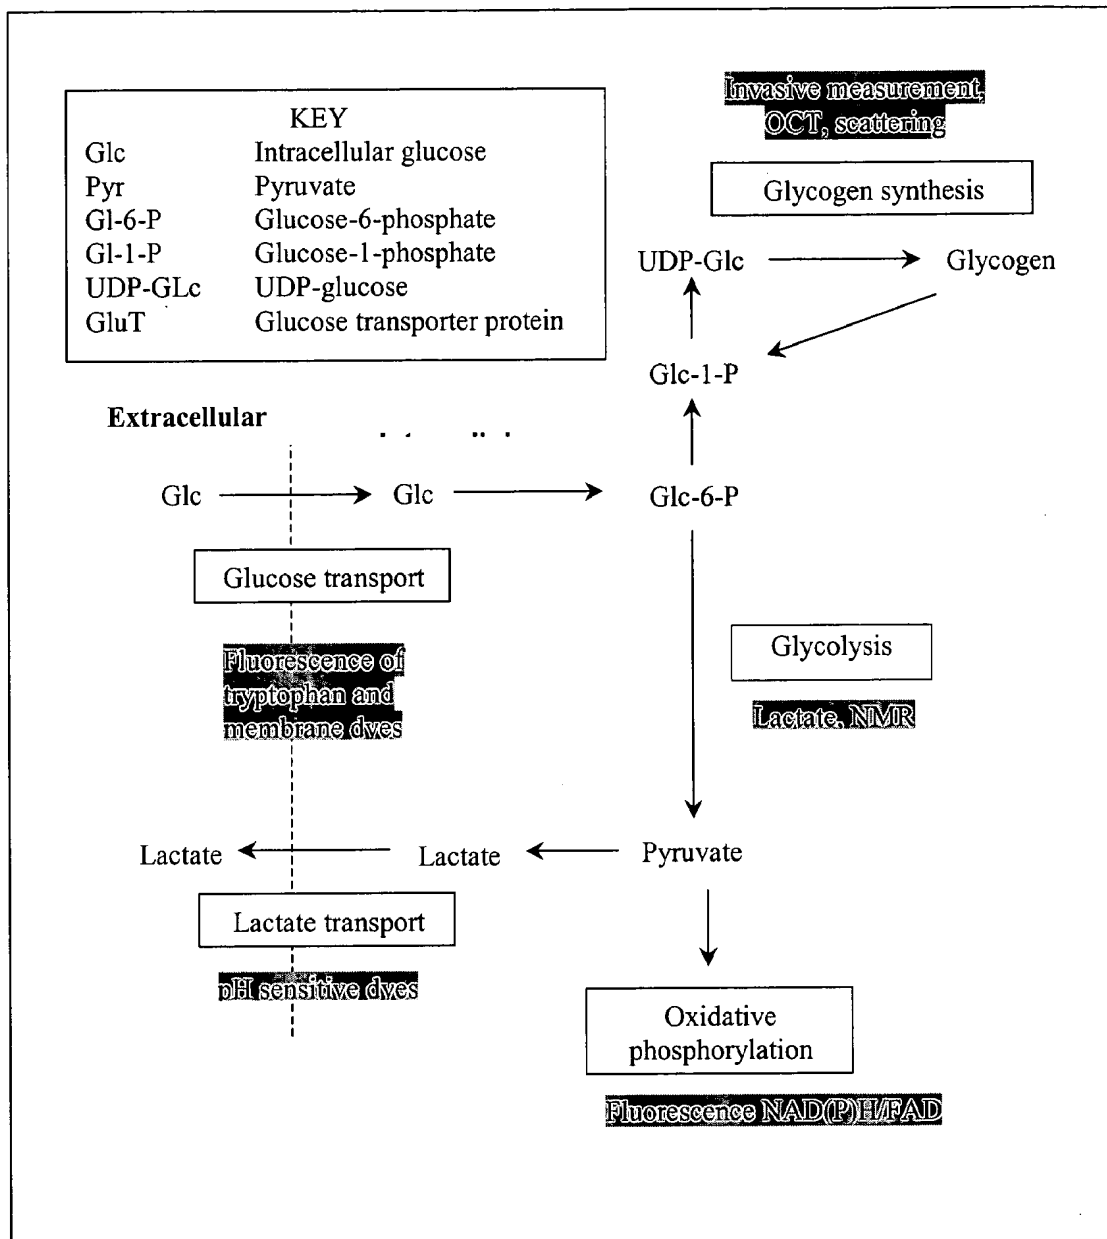 Invasive measurement,
OCT, scattering
KEY
Glc Intracellular glucose
Pyr Pyruvate
Gl-6-P Glucose-6-phosphate
Gl-1-P Glucose-1-phosphate
UDP-GLc UDP-glucose
GluT Glucose transporter protein
Glycogen synthesis
UDP-Glc Glycogen
Glc-1-P
Extracellular
Glc Glc Glc-6-P
Glucose transport
Fluorescence of
tryptophan and
membrane dyes
Glycolysis
Lactate, NMR
Lactate Lactate Pyruvate
Lactate transport
pH sensitive dyes
Oxidative
phosphorylation
Fluorescence NAD(P)H/FAD